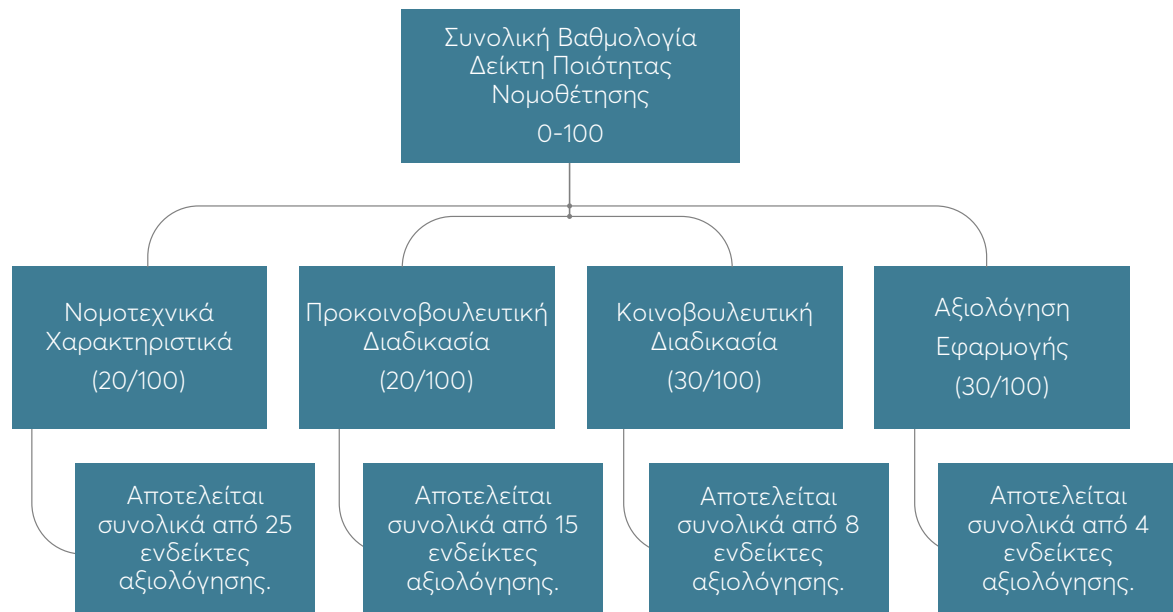 Συνολική Βαθμολογία
Δείκτη Ποιότητας
Νομοθέτησης
0-100
Νομοτεχνικά
Χαρακτηριστικά
(20/100)
Προκοινοβουλευτική
Διαδικασία
(20/100)
Κοινοβουλευτική
Διαδικασία
(30/100)
Αξιολόγηση
Εφαρμογής
(30/100)
Αποτελείται
συνολικά από 25
ενδείκτες
αξιολόγησης.
Αποτελείται
συνολικά από 15
ενδείκτες
αξιολόγησης.
Αποτελείται
συνολικά από 8
ενδείκτες
αξιολόγησης.
Αποτελείται
συνολικά από 4
ενδείκτες
αξιολόγησης.